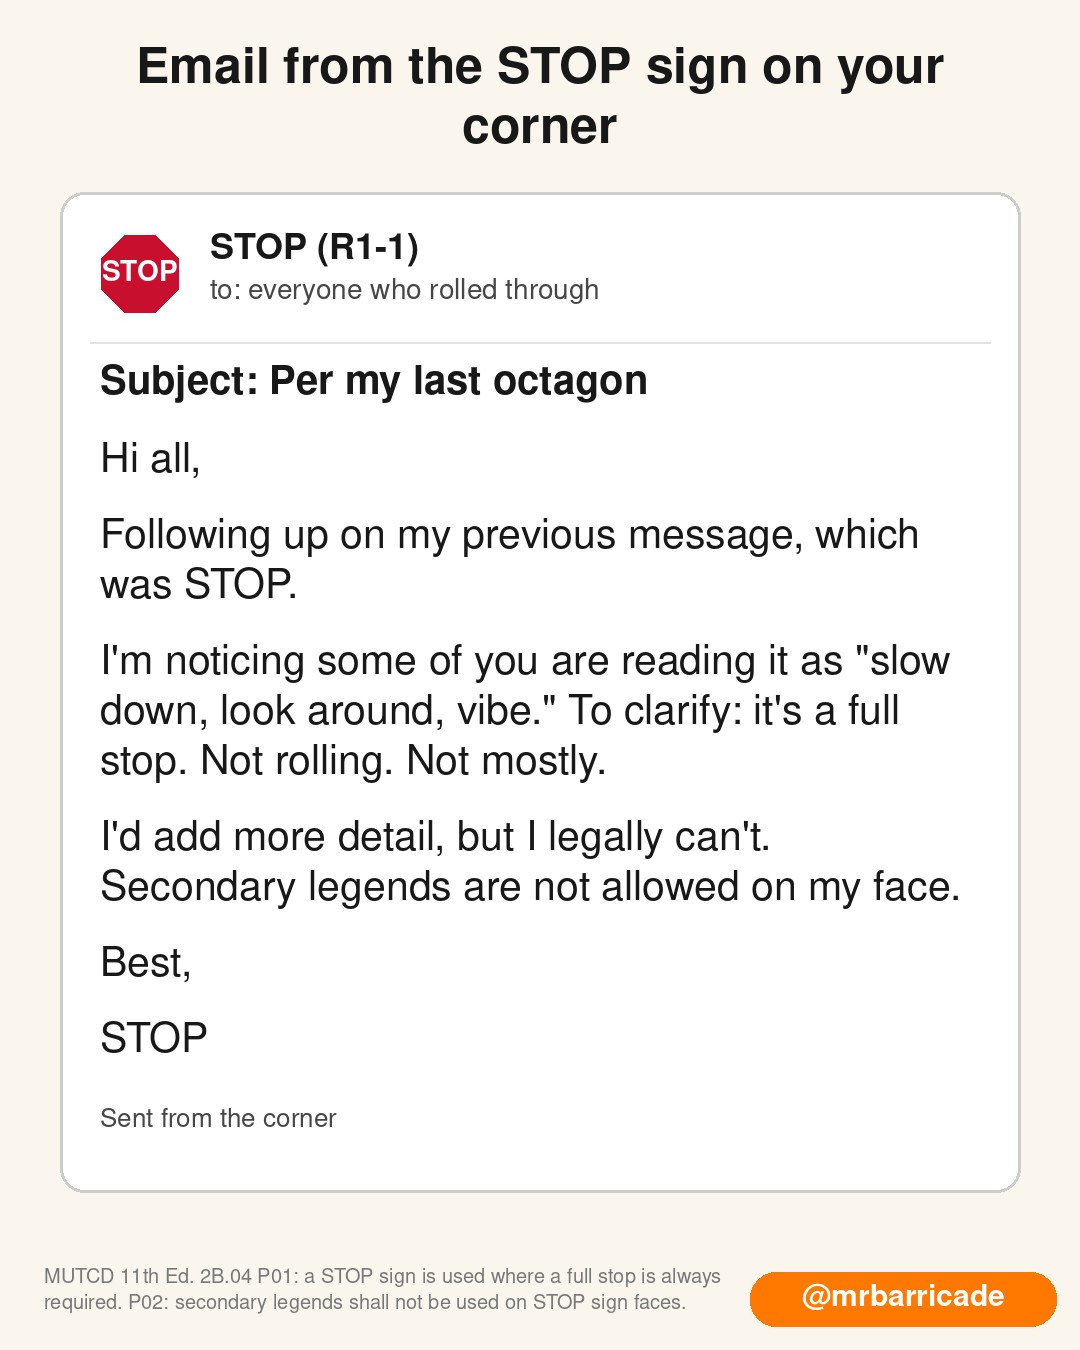 Email from the STOP sign on your
corner
STOP
STOP (R1-1)
to: everyone who rolled through
Subject: Per my last octagon
Hi all,
Following up on my previous message, which
was STOP.
I'm noticing some of you are reading it as "slow
down, look around, vibe." To clarify: it's a full
stop. Not rolling. Not mostly.
I'd add more detail, but I legally can't.
Secondary legends are not allowed on my face.
Best,
STOP
Sent from the corner
MUTCD 11th Ed. 2B.04 P01: a STOP sign is used where a full stop is always
required. P02: secondary legends shall not be used on STOP sign faces.
@mrbarricade